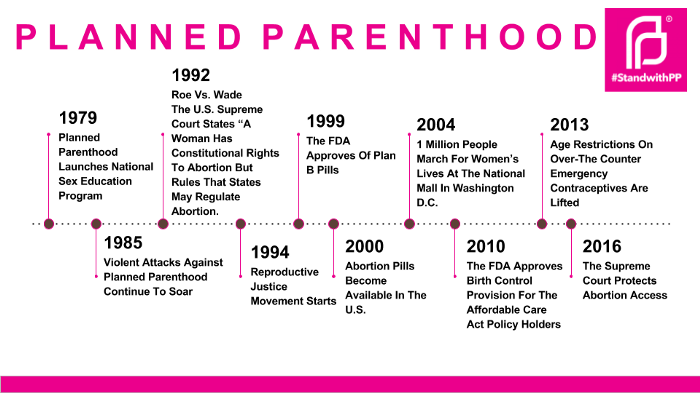 PLANNED PARENTHOOD
®
#StandwithPP
1979
Planned
Parenthood
Launches National
Sex Education
Program
1985
Violent Attacks Against
Planned Parenthood
Continue To Soar
1992
Roe Vs. Wade
The U.S. Supreme
Court States “A
Woman Has
Constitutional Rights
To Abortion But
Rules That States
May Regulate
Abortion.
1994
Reproductive
Justice
Movement Starts
1999
The FDA
Approves Of Plan
B Pills
2000
Abortion Pills
Become
Available In The
U.S.
2004
1 Million People
March For Women’s
Lives At The National
Mall In Washington
D.C.
2010
The FDA Approves
Birth Control
Provision For The
Affordable Care
Act Policy Holders
2013
Age Restrictions On
Over-The Counter
Emergency
Contraceptives Are
Lifted
2016
The Supreme
Court Protects
Abortion Access